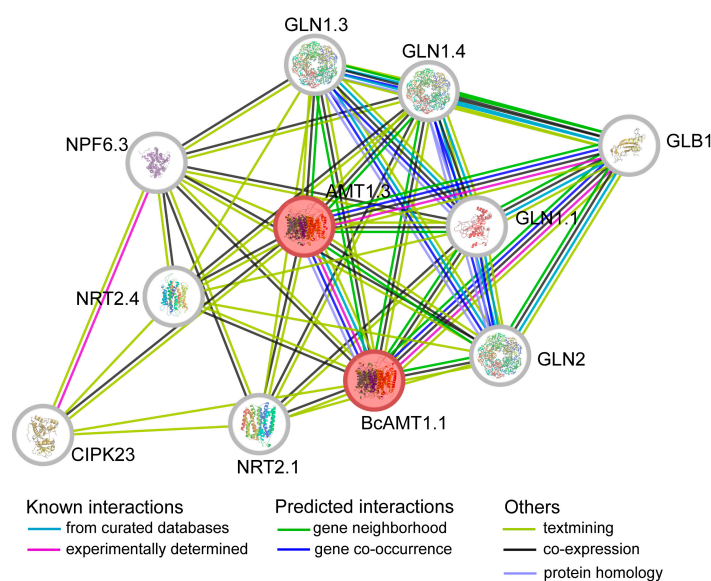 GLN1.3
GLN1.4
NPF6.3
GLB1
AMT1.3
GLN1.1
NRT2.4
GLN2
BcAMT1.1
CIPK23
NRT2.1
Known interactions
from curated databases
experimentally determined
Predicted interactions
gene neighborhood
gene co-occurrence
Others
textmining
co-expression
protein homology